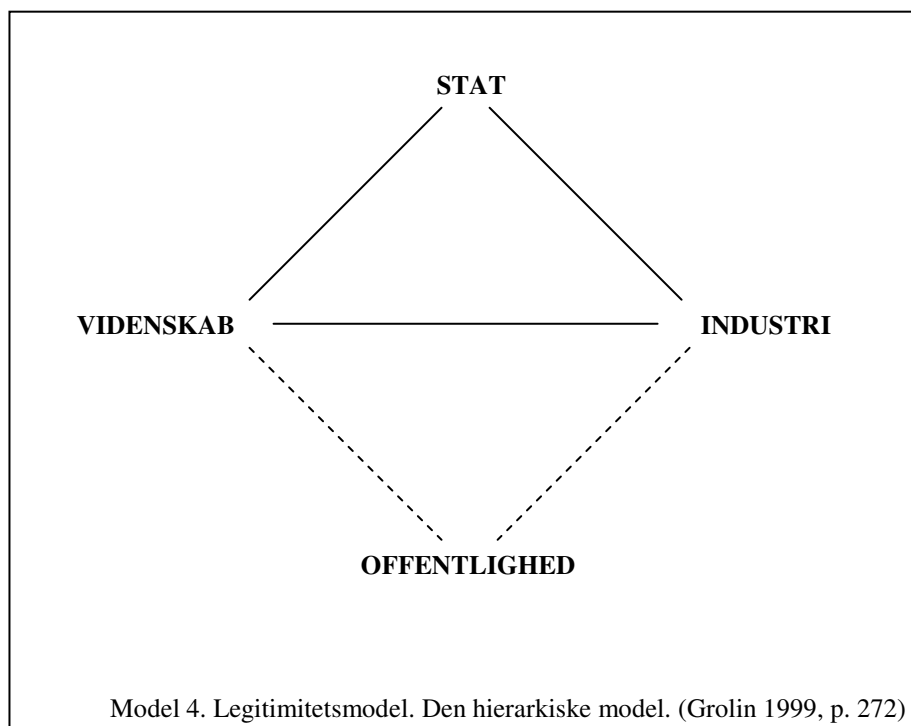 STAT
VIDENSKAB
INDUSTRI
OFFENTLIGHED
Model 4. Legitimitetsmodel. Den hierarkiske model. (Grolin 1999, p. 272)